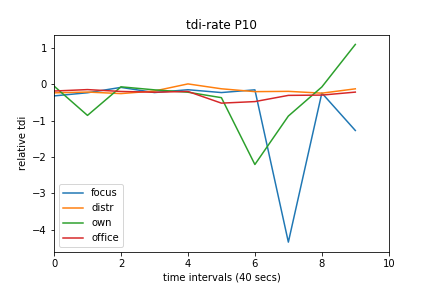 tdi-rate P10
relative tdi
1
0
−1
−2
−3
−4
focus
distr
own
office
0 2 4 6 8 10
time intervals (40 secs)